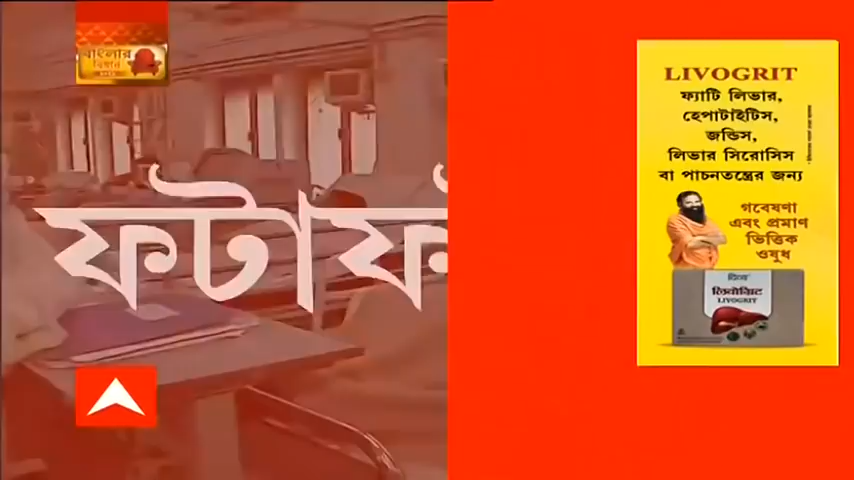 বাংলার
ফটাফ
LIVOGRIT
ফ্যাটি লিভার,
হেপাটাইটিস,
জন্ডিস,
লিভার সিরোসিস
বা পাচনতন্ত্রের জন্য
গবেষণা
এবং প্রমাণ
ভিত্তিক
ওষুধ
दिव्य
लिवोग्रिट
LIVOGRIT